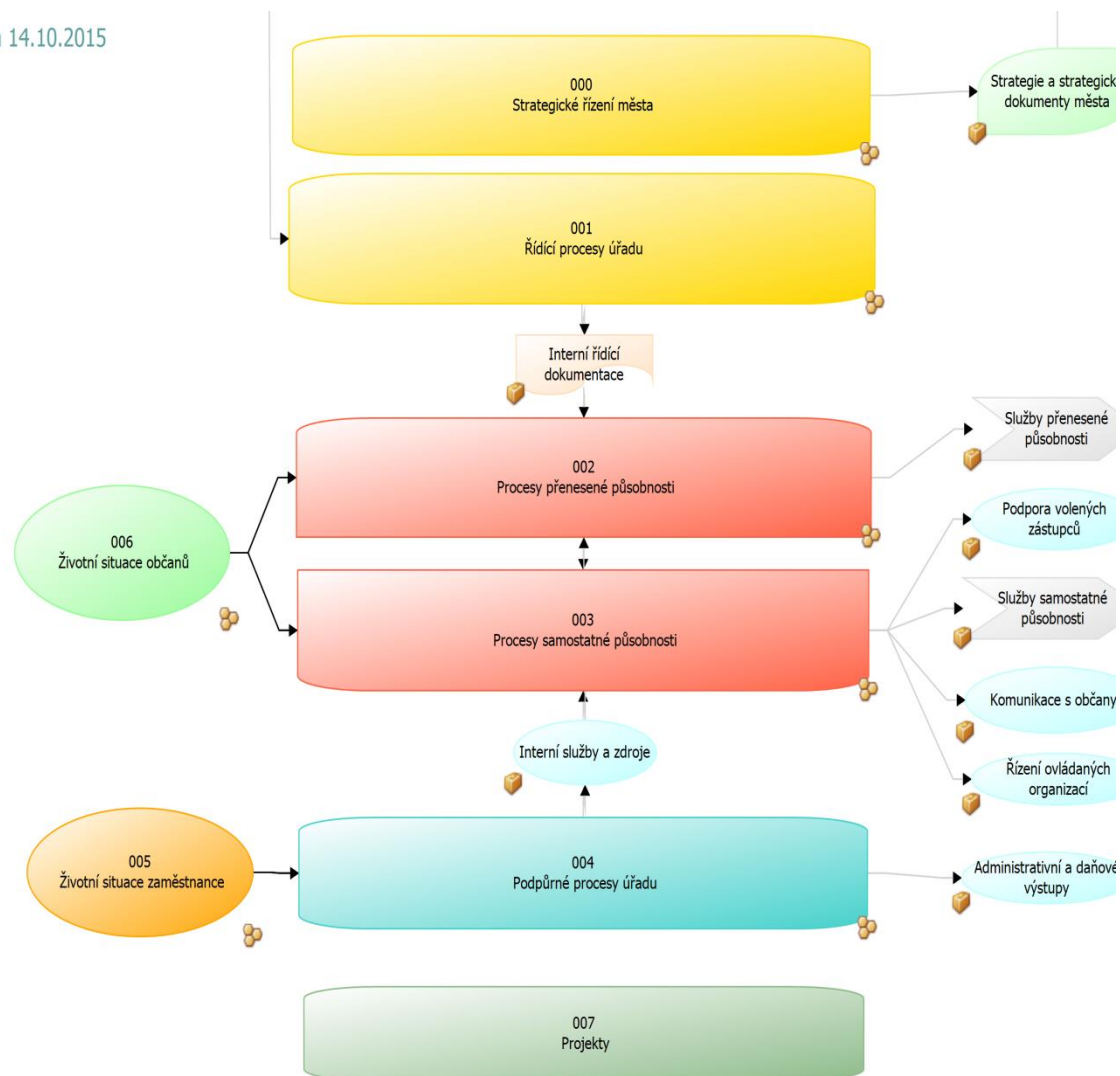 14.10.2015
000
Strategické řízení města
Strategie a strategick
dokumenty města
001
Řídící procesy úřadu
Interní řídící
dokumentace
002
Procesy přenesené působnosti
Služby přenesené
působnosti
006
Životní situace občanů
Podpora volených
zástupců
003
Procesy samostatné působnosti
Služby samostatné
působnosti
Komunikace s občany
Interní služby a zdroje
Řízení ovládaných
organizací
005
Životní situace zaměstnance
004
Podpůrné procesy úřadu
Administrativní a daňové
výstupy
007
Projekty